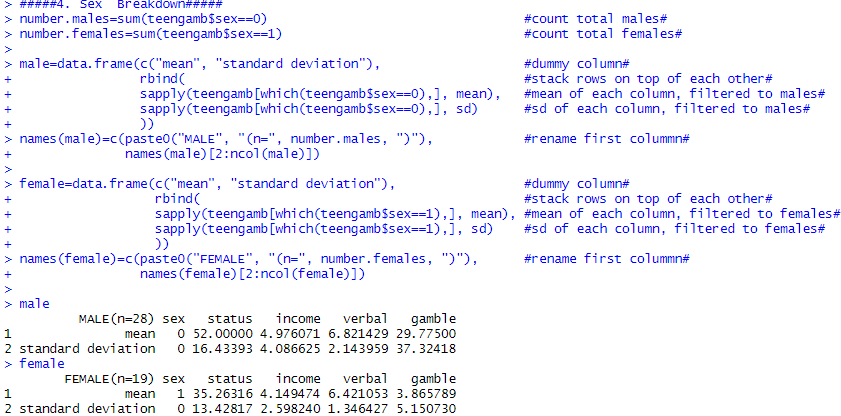 > #####4. Sex  Breakdown#####
> number.males=sum(teengamb$sex==0)                                #count total males#
> number.females=sum(teengamb$sex==1)                              #count total females#
>
> male=data.frame(c("mean", "standard deviation"),                 #dummy column#
+                rbind(                                            #stack rows on top of each other#
+                sapply(teengamb[which(teengamb$sex==0),], mean),  #mean of each column, filtered to males#
+                sapply(teengamb[which(teengamb$sex==0),], sd)     #sd of each column, filtered to males#
+                ))
> names(male)=c(paste0("MALE", "(n=", number.males, ")"),          #rename first columnn#
+              names(male)[2:ncol(male)])
>
> female=data.frame(c("mean", "standard deviation"),               #dummy column#
+                  rbind(                                          #stack rows on top of each other#
+                  sapply(teengamb[which(teengamb$sex==1),], mean), #mean of each column, filtered to females#
+                  sapply(teengamb[which(teengamb$sex==1),], sd)   #sd of each column, filtered to females#
+                  ))
> names(female)=c(paste0("FEMALE", "(n=", number.females, ")"),    #rename first columnn#
+                names(female)[2:ncol(female)])
>
> male
          MALE(n=28) sex   status   income   verbal   gamble
1               mean   0 52.00000 4.976071 6.821429 29.77500
2 standard deviation   0 16.43393 4.086625 2.143959 37.32418
> female
        FEMALE(n=19) sex   status   income   verbal   gamble
1               mean   1 35.26316 4.149474 6.421053 3.865789
2 standard deviation   0 13.42817 2.598240 1.346427 5.150730